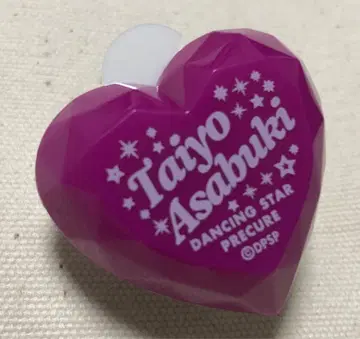 Taiyo
Asabuki
DANCING STAR
PRECURE
©DPSP